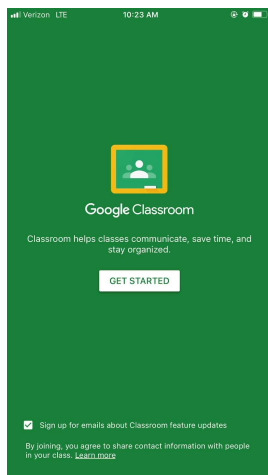 Verizon LTE 10:23 AM
Google Classroom
Classroom helps classes communicate, save time, and
stay organized.
GET STARTED
Sign up for emails about Classroom feature updates
By joining, you agree to share contact information with people
in your class. Learn more